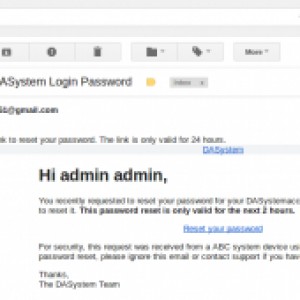 More
ASystem Login Password
Inbox x
@gmail.com
k to reset your password. The link is only valid for 24 hours.
DASystem
Hi admin admin,
You recently requested to reset your password for your DASystemacc
to reset it. This password reset is only valid for the next 2 hours.
Reset your password
For security, this request was received from a ABC system device us
password reset, please ignore this email or contact support if you hav
Thanks,
The DASystem Team